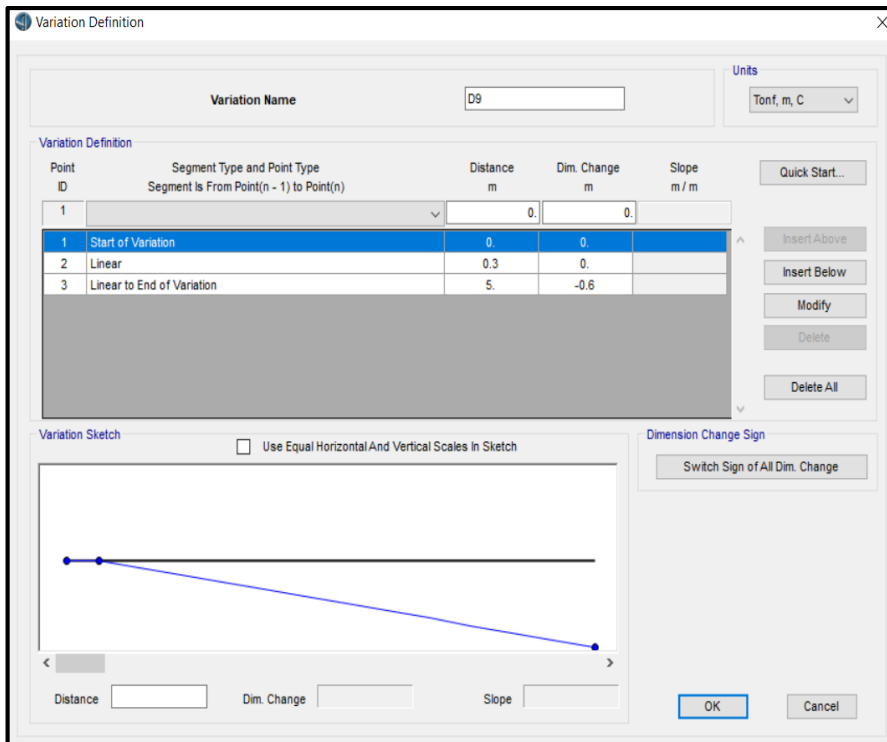 Variation Definition
Units
Variation Name D9 Tonf, m, C
Variation Definition
Point Segment Type and Point Type Distance Dim. Change Slope
ID Segment Is From Point(n - 1) to Point(n) m m m / m
Quick Start...
1 0. 0.
1 Start of Variation 0. 0.
Insert Above
2 Linear 0.3 0.
Insert Below
3 Linear to End of Variation 5. -0.6
Modify
Delete
Delete All
Variation Sketch
Use Equal Horizontal And Vertical Scales In Sketch
Dimension Change Sign
Switch Sign of All Dim. Change
Distance Dim. Change Slope
OK Cancel